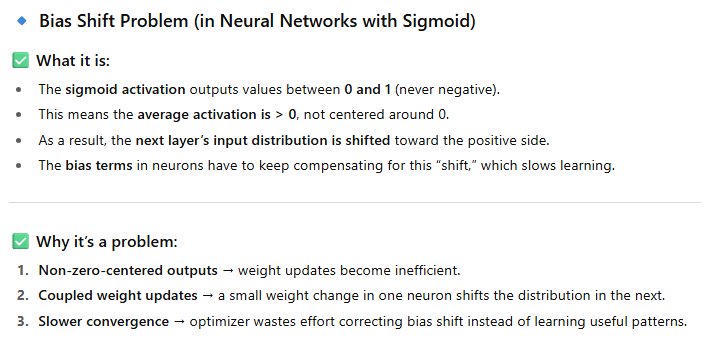 🔹 Bias Shift Problem (in Neural Networks with Sigmoid)
✅ What it is:
• The sigmoid activation outputs values between 0 and 1 (never negative).
• This means the average activation is > 0, not centered around 0.
• As a result, the next layer's input distribution is shifted toward the positive side.
• The bias terms in neurons have to keep compensating for this “shift,” which slows learning.
✅ Why it's a problem:
1. Non-zero-centered outputs → weight updates become inefficient.
2. Coupled weight updates → a small weight change in one neuron shifts the distribution in the next.
3. Slower convergence → optimizer wastes effort correcting bias shift instead of learning useful patterns.